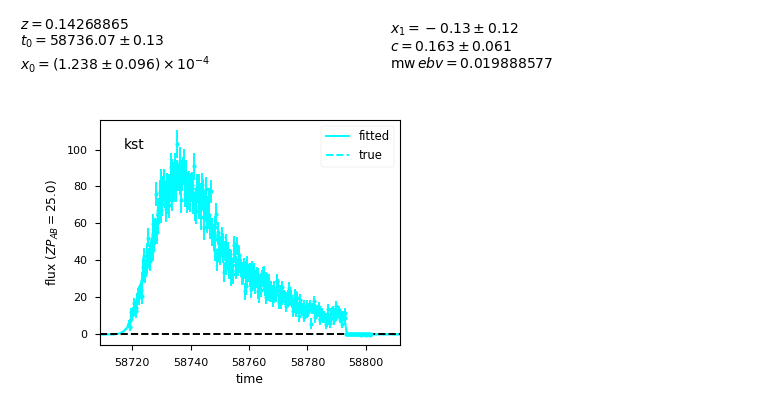 z = 0.14268865
t₀ = 58736.07 ± 0.13
x₀ = (1.238 ± 0.096) × 10⁻⁴
x₁ = −0.13 ± 0.12
c = 0.163 ± 0.061
mw ebv = 0.019888577
kst
fitted
true
flux (ZP_AB = 25.0)
100
80
60
40
20
0
58720 58740 58760 58780 58800
time